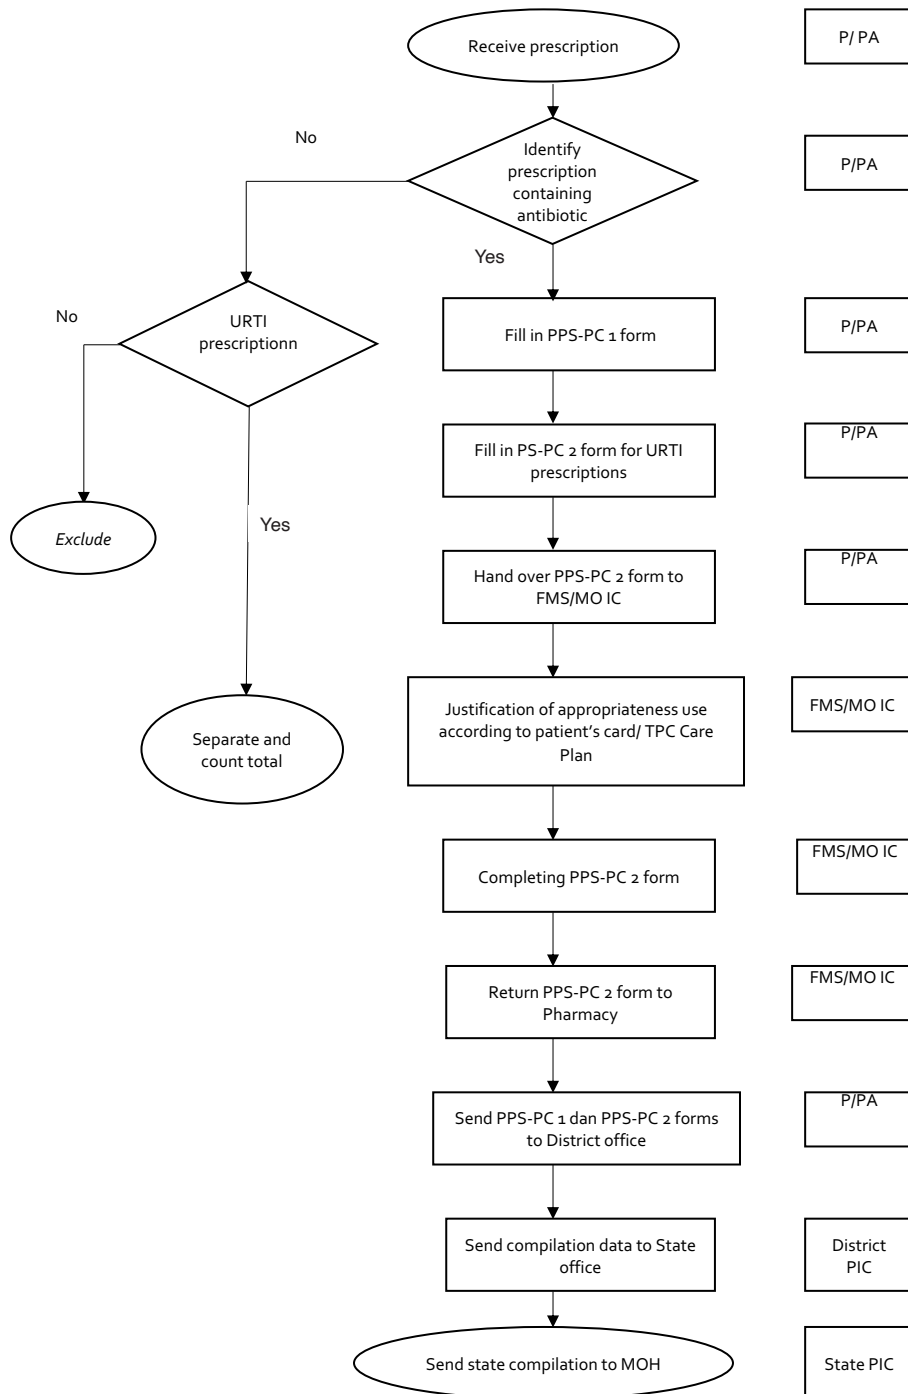 Receive prescription
P/ PA
No
Identify
prescription
containing
antibiotic
P/PA
Yes
No
URTI
prescriptionn
Fill in PPS-PC 1 form
P/PA
Fill in PS-PC 2 form for URTI
prescriptions
P/PA
Exclude
Yes
Hand over PPS-PC 2 form to
FMS/MO IC
P/PA
Separate and
count total
Justification of appropriateness use
according to patient's card/ TPC Care
Plan
FMS/MO IC
Completing PPS-PC 2 form
FMS/MO IC
Return PPS-PC 2 form to
Pharmacy
FMS/MO IC
Send PPS-PC 1 dan PPS-PC 2 forms
to District office
P/PA
Send compilation data to State
office
District
PIC
Send state compilation to MOH
State PIC